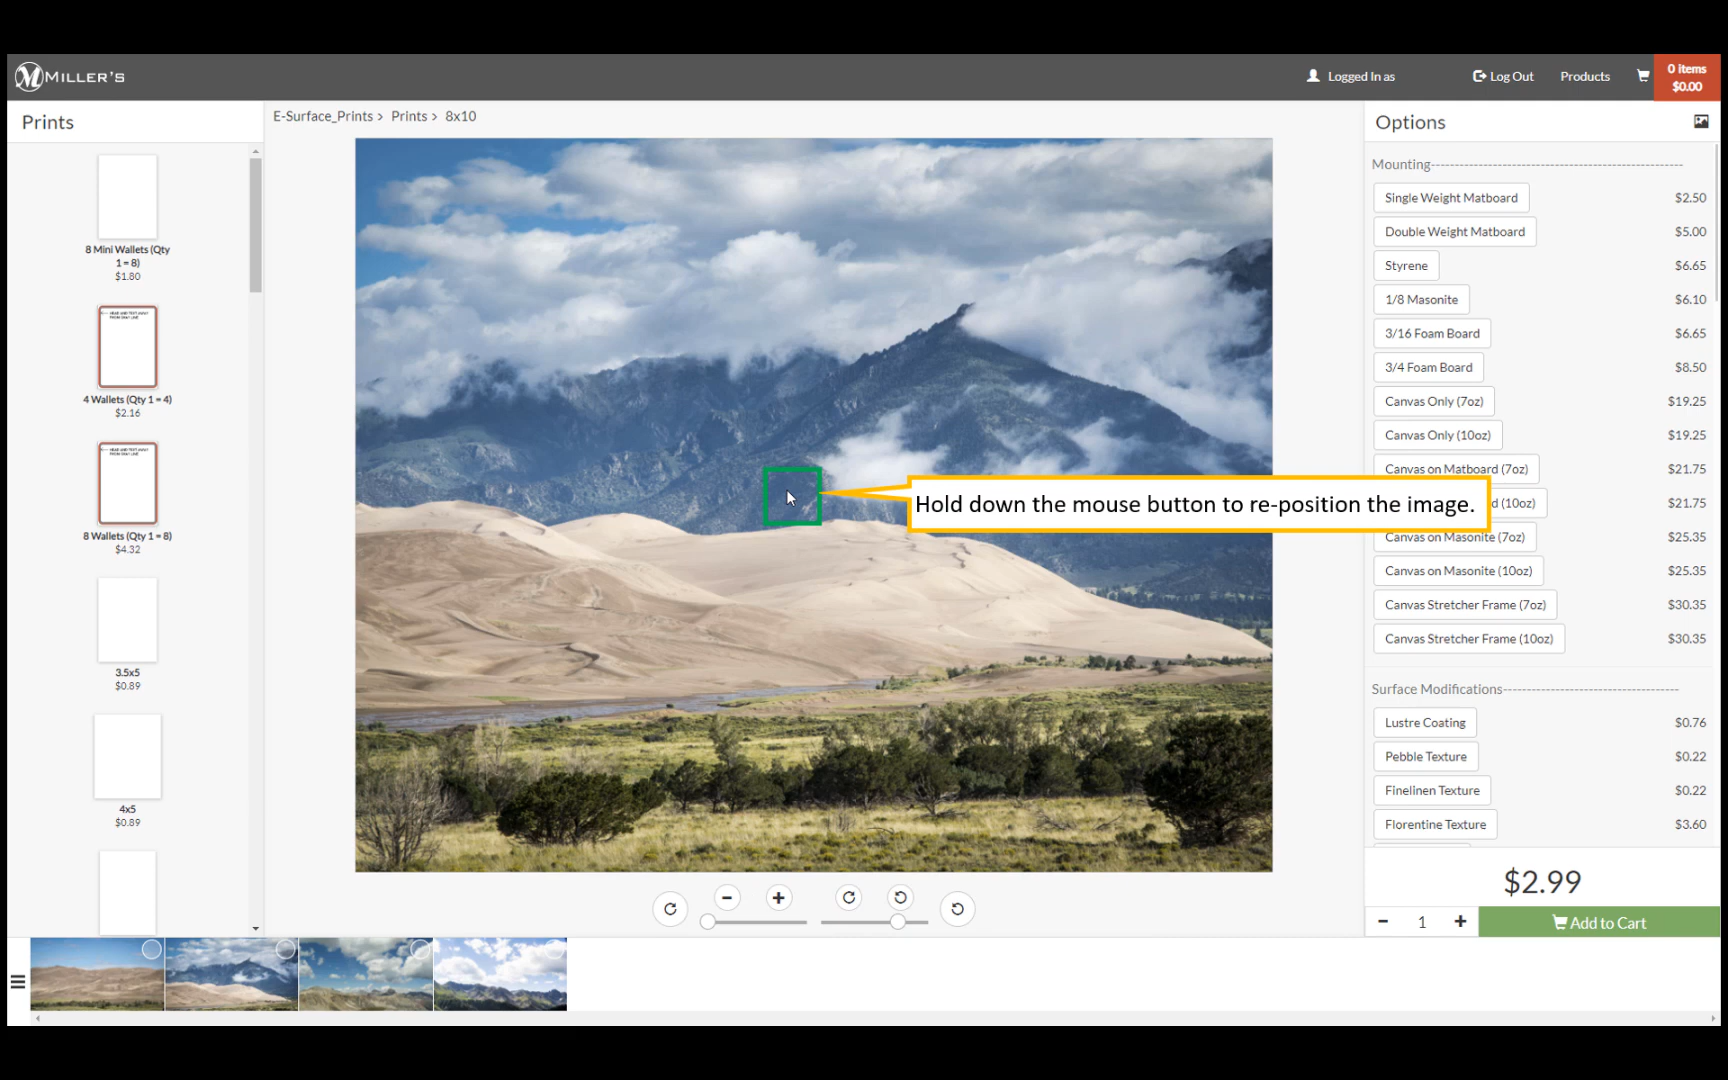 MILLER'S
Logged In as
Log Out
Products
0 items
$0.00
Prints
8 Mini Wallets (Qty
1 = 8)
$1.80
4 Wallets (Qty 1 = 4)
$2.16
8 Wallets (Qty 1 = 8)
$4.32
3.5x5
$0.89
4x5
$0.89
E-Surface_Prints > Prints > 8x10
Hold down the mouse button to re-position the image.
Options
Mounting
Single Weight Matboard $2.50
Double Weight Matboard $5.00
Styrene $6.65
1/8 Masonite $6.10
3/16 Foam Board $6.65
3/4 Foam Board $8.50
Canvas Only (7oz) $19.25
Canvas Only (10oz) $19.25
Canvas on Matboard (7oz) $21.75
(10oz) $21.75
Canvas on Masonite (7oz) $25.35
Canvas on Masonite (10oz) $25.35
Canvas Stretcher Frame (7oz) $30.35
Canvas Stretcher Frame (10oz) $30.35
Surface Modifications
Lustre Coating $0.76
Pebble Texture $0.22
Finelinen Texture $0.22
Florentine Texture $3.60
$2.99
1
Add to Cart